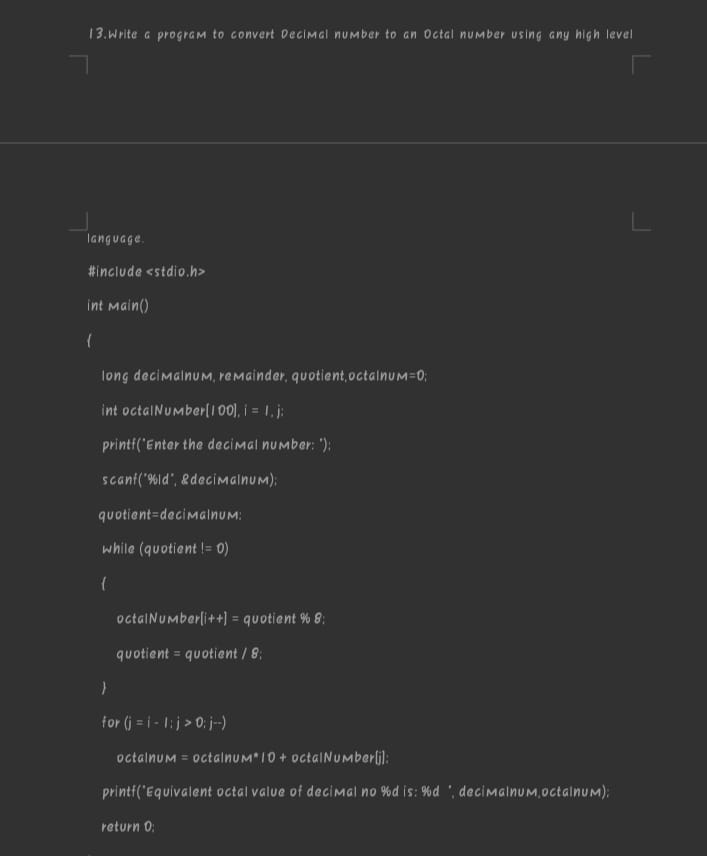 13.Write a program to convert Decimal number to an Octal number using any high level
language.
#include <stdio.h>
int main()
{
long decimalnum, remainder, quotient,octalnum=0;
int octalNumber[100], i = 1, j;
printf("Enter the decimal number: ");
scanf("%ld", &decimalnum);
quotient=decimalnum;
while (quotient != 0)
{
octalNumber[i++] = quotient % 8;
quotient = quotient / 8;
}
for (j = i - 1; j > 0; j--)
octalnum = octalnum*10 + octalNumber[j];
printf("Equivalent octal value of decimal no %d is: %d ", decimalnum,octalnum);
return 0;